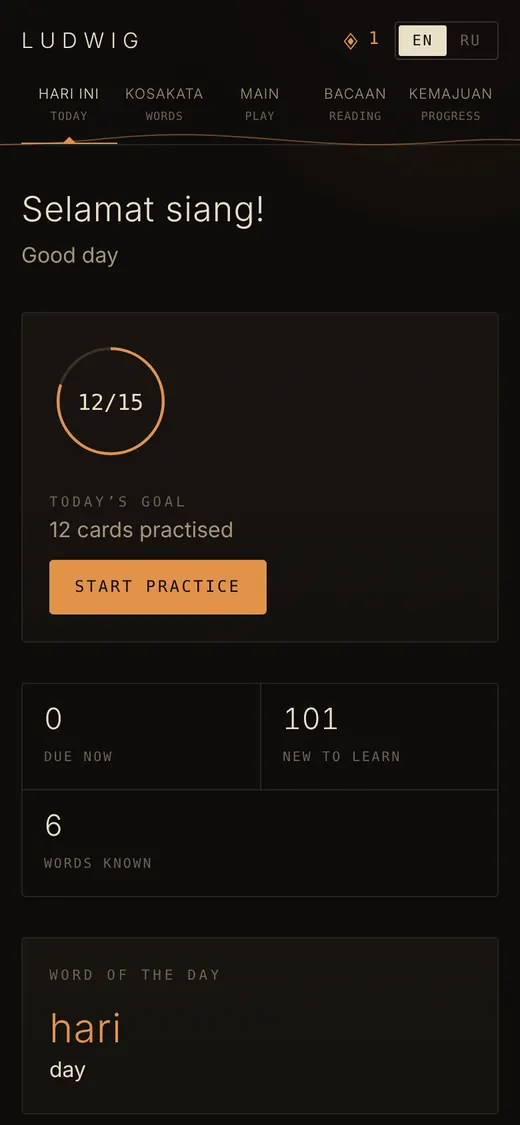 LUDWIG
1
EN RU
HARI INI KOSAKATA MAIN BACAAN KEMAJUAN
TODAY WORDS PLAY READING PROGRESS
Selamat siang!
Good day
12/15
TODAY’S GOAL
12 cards practised
START PRACTICE
0
DUE NOW
101
NEW TO LEARN
6
WORDS KNOWN
WORD OF THE DAY
hari
day